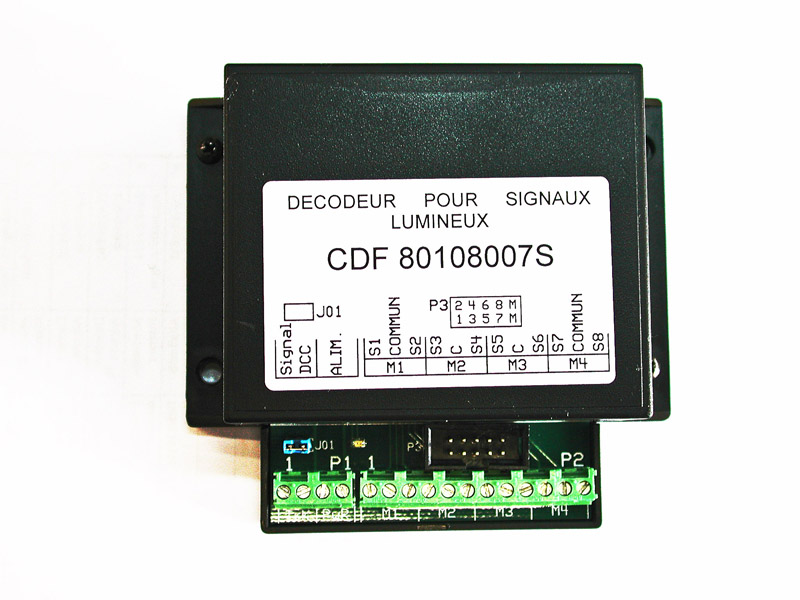 DECODEUR POUR SIGNAUX
LUMINEUX
CDF 80108007S
J01
P3 2 4 6 8 M
1 3 5 7 M
Signal
DCC
ALIM.
S1 COMMUN S2 S3 C S4 S5 C S6 S7 COMMUN S8
M1 M2 M3 M4
J01
P3
1 P1 1 P2
M1 M2 M3 M4